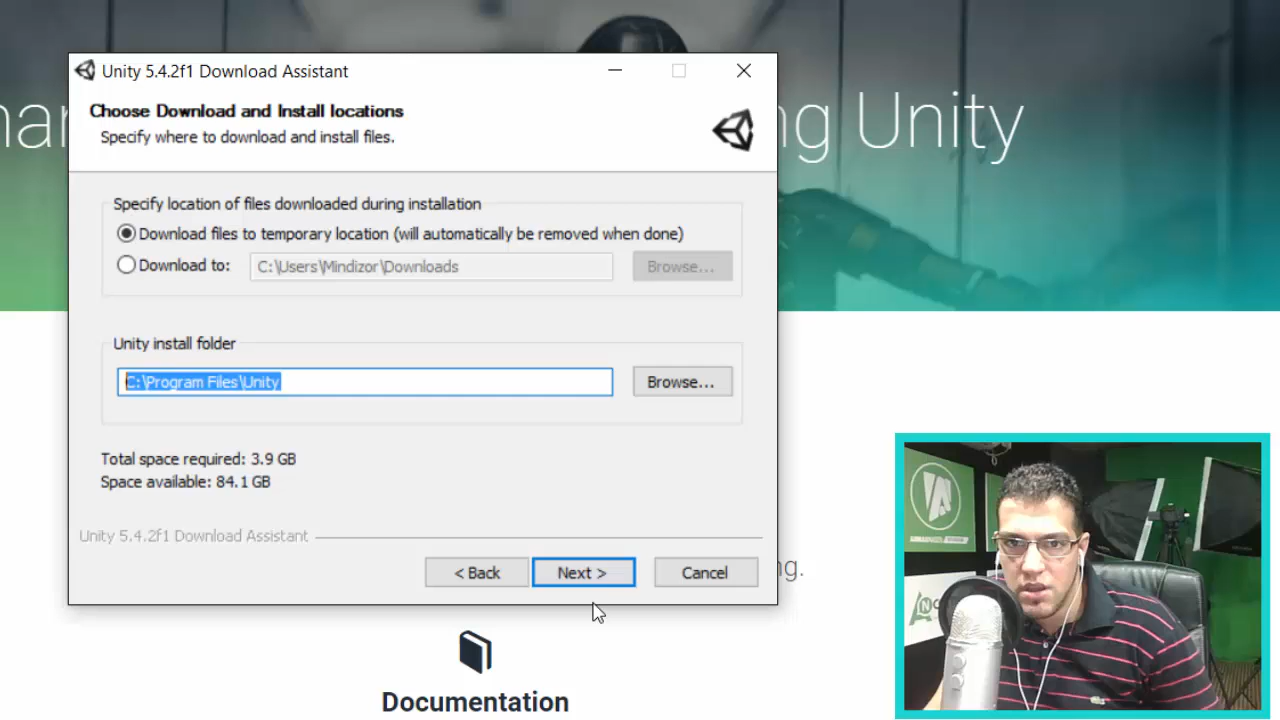 Unity 5.4.2f1 Download Assistant
Choose Download and Install locations
Specify where to download and install files.
ng Unity
Specify location of files downloaded during installation
Download files to temporary location (will automatically be removed when done)
Download to:
C:\Users\Mindizor\Downloads
Browse...
Unity install folder
C:\Program Files\Unity
Browse...
Total space required: 3.9 GB
Space available: 84.1 GB
Unity 5.4.2f1 Download Assistant
< Back
Next >
Cancel
ng.
Documentation